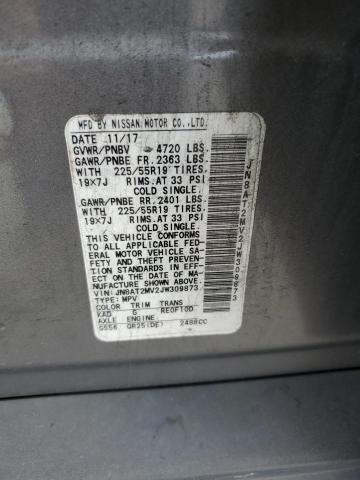 MFD BY NISSAN MOTOR CO.,LTD.
DATE 11/17
GVWR/PNBV 4720 LBS.
GAWR/PNBE FR.2363 LBS.
WITH 225/55R19 TIRES.
19X7J RIMS.AT 33 PSI
COLD SINGLE.
GAWR/PNBE RR.2401 LBS.
WITH 225/55R19 TIRES.
19X7J RIMS.AT 33 PSI
COLD SINGLE.
THIS VEHICLE CONFORMS
TO ALL APPLICABLE FED-
ERAL MOTOR VEHICLE SA-
FETY, BUMPER, AND THEFT
PREVENTION STANDARDS
IN EFF-
ECT ON THE DATE OF MA-
NUFACTURE SHOWN ABOVE.
VIN:JN8AT2MV2JW309873
TYPE:MPV
COLOR TRIM TRANS
KAD G RE0F10D
AXLE ENGINE
GS56 QR25(DE) 2488CC
JN8AT2MV2JW309873